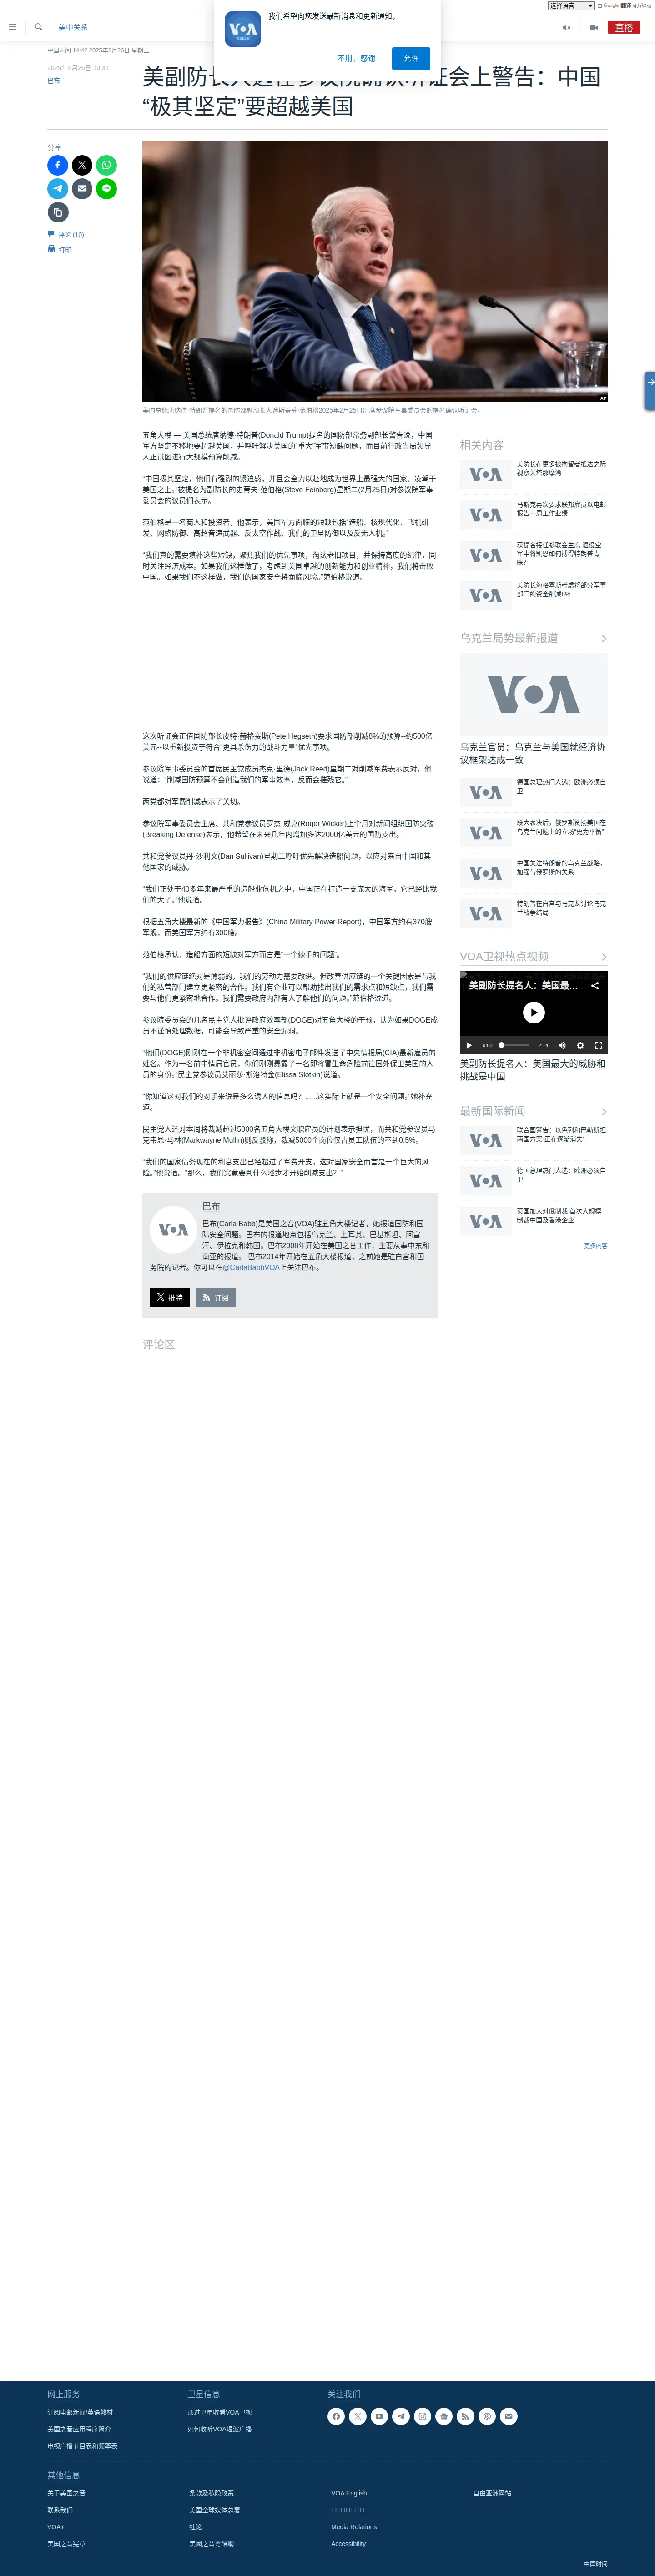 选择语言 由 Google 翻译强力驱动
我们希望向您发送最新消息和更新通知。
不用，感谢
允许
美中关系
直播
中国时间 14:42 2025年2月26日 星期三
2025年2月26日 10:31
巴布
美副防长人选在参议院确认听证会上警告：中国
“极其坚定”要超越美国
分享
评论 (10)
打印
AP
美国总统唐纳德·特朗普提名的国防部副部长人选斯蒂芬·范伯格2025年2月25日出席参议院军事委员会的提名确认听证会。
五角大楼 — 美国总统唐纳德·特朗普(Donald Trump)提名的国防部常务副部长警告说，中国
军方坚定不移地要超越美国，并呼吁解决美国的“重大”军事短缺问题，而目前行政当局领导
人正试图进行大规模预算削减。
“中国极其坚定，他们有强烈的紧迫感，并且会全力以赴地成为世界上最强大的国家、凌驾于
美国之上。”被提名为副防长的史蒂夫·范伯格(Steve Feinberg)星期二(2月25日)对参议院军事
委员会的议员们表示。
范伯格是一名商人和投资者，他表示，美国军方面临的短缺包括“造船、核现代化、飞机研
发、网络防御、高超音速武器、反太空作战、我们的卫星防御以及反无人机。”
“我们真的需要填补这些短缺，聚焦我们的优先事项，淘汰老旧项目，并保持高度的纪律，同
时关注经济成本。如果我们这样做了，考虑到美国卓越的创新能力和创业精神，我们将击败
中国。如果我们不这样做，我们的国家安全将面临风险。”范伯格说道。
这次听证会正值国防部长皮特·赫格赛斯(Pete Hegseth)要求国防部削减8%的预算--约500亿
美元--以重新投资于符合“更具杀伤力的战斗力量”优先事项。
参议院军事委员会的首席民主党成员杰克·里德(Jack Reed)星期二对削减军费表示反对，他
说道：“削减国防预算不会创造我们的军事效率，反而会摧残它。”
两党都对军费削减表示了关切。
参议院军事委员会主席、共和党参议员罗杰·威克(Roger Wicker)上个月对新闻组织国防突破
(Breaking Defense)表示，他希望在未来几年内增加多达2000亿美元的国防支出。
共和党参议员丹·沙利文(Dan Sullivan)星期二呼吁优先解决造船问题，以应对来自中国和其
他国家的威胁。
“我们正处于40多年来最严重的造船业危机之中。中国正在打造一支庞大的海军，它已经比我
们的大了。”他说道。
根据五角大楼最新的《中国军力报告》(China Military Power Report)，中国军方约有370艘
军舰，而美国军方约有300艘。
范伯格承认，造船方面的短缺对军方而言是“一个棘手的问题”。
“我们的供应链绝对是薄弱的，我们的劳动力需要改进。但改善供应链的一个关键因素是与我
们的私营部门建立更紧密的合作。我们有企业可以帮助找出我们的需求点和短缺点，我们需
要与他们更紧密地合作。我们需要政府内部有人了解他们的问题。”范伯格说道。
参议院委员会的几名民主党人批评政府效率部(DOGE)对五角大楼的干预，认为如果DOGE成
员不谨慎处理数据，可能会导致严重的安全漏洞。
“他们(DOGE)刚刚在一个非机密空间通过非机密电子邮件发送了中央情报局(CIA)最新雇员的
姓名。作为一名前中情局官员，你们刚刚暴露了一名即将冒生命危险前往国外保卫美国的人
员的身份。”民主党参议员艾丽莎·斯洛特金(Elissa Slotkin)说道。
“你知道这对我们的对手来说是多么诱人的信息吗？......这实际上就是一个安全问题。”她补充
道。
民主党人还对本周将裁减超过5000名五角大楼文职雇员的计划表示担忧，而共和党参议员马
克韦恩·马林(Markwayne Mullin)则反驳称，裁减5000个岗位仅占员工队伍的不到0.5%。
“我们的国家债务现在的利息支出已经超过了军费开支，这对国家安全而言是一个巨大的风
险。”他说道。“那么，我们究竟要到什么地步才开始削减支出？”
巴布
巴布(Carla Babb)是美国之音(VOA)驻五角大楼记者，她报道国防和国
际安全问题。巴布的报道地点包括乌克兰、土耳其、巴基斯坦、阿富
汗、伊拉克和韩国。巴布2008年开始在美国之音工作，主要从事中东和
南亚的报道。 巴布2014年开始在五角大楼报道，之前她是驻白宫和国
务院的记者。你可以在@CarlaBabbVOA上关注巴布。
推特
订阅
评论区
相关内容
美防长在更多被拘留者抵达之际
视察关塔那摩湾
马斯克再次要求联邦雇员以电邮
报告一周工作业绩
获提名接任参联会主席 退役空
军中将凯恩如何搏得特朗普青
睐？
美防长海格塞斯考虑将部分军事
部门的资金削减8%
乌克兰局势最新报道
乌克兰官员：乌克兰与美国就经济协
议框架达成一致
德国总理热门人选：欧洲必须自
卫
联大表决后，俄罗斯赞扬美国在
乌克兰问题上的立场“更为平衡”
中国关注特朗普的乌克兰战略，
加强与俄罗斯的关系
特朗普在白宫与马克龙讨论乌克
兰战争结局
VOA卫视热点视频
美副防长提名人：美国最...
0:00
2:14
美副防长提名人：美国最大的威胁和
挑战是中国
最新国际新闻
联合国警告：以色列和巴勒斯坦
两国方案“正在逐渐消失”
德国总理热门人选：欧洲必须自
卫
英国加大对俄制裁 首次大规模
制裁中国及香港企业
更多内容
网上服务
订阅电邮新闻/英语教材
美国之音应用程序简介
电视广播节目表和频率表
卫星信息
通过卫星收看VOA卫视
如何收听VOA短波广播
关注我们
其他信息
关于美国之音
联系我们
VOA+
美国之音宪章
条款及私隐政策
美国全球媒体总署
社论
美國之音粵語網
VOA English
Media Relations
Accessibility
自由亚洲网站
中国时间